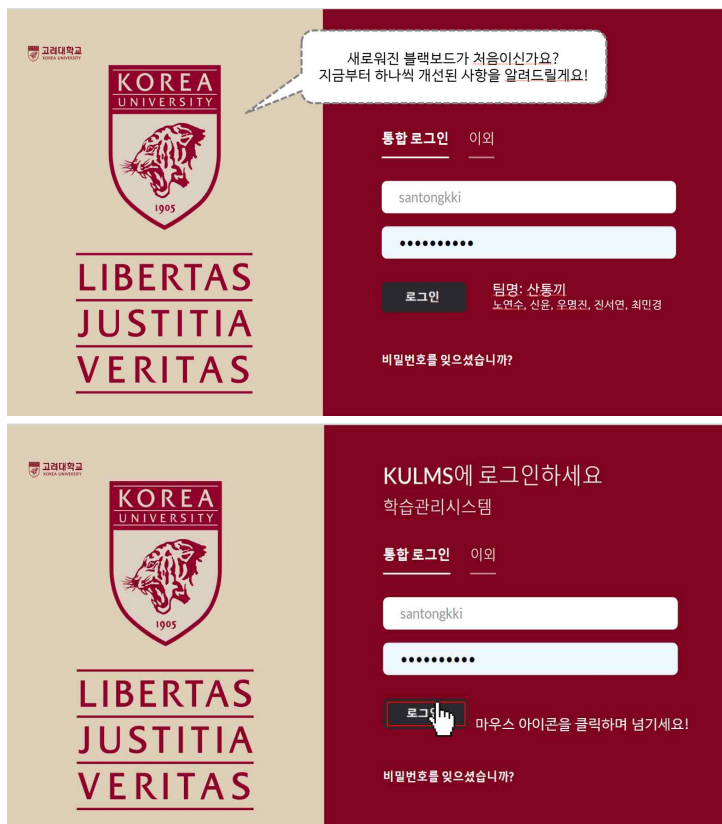 고려대학교
KOREA UNIVERSITY
KOREA
UNIVERSITY
1905
LIBERTAS
JUSTITIA
VERITAS
새로워진 블랙보드가 처음이신가요?
지금부터 하나씩 개선된 사항을 알려드릴게요!
통합 로그인 이외
santongkki
••••••••••
로그인
팀명: 산통끼
노연수, 신윤, 우명진, 진서연, 최민경
비밀번호를 잊으셨습니까?
고려대학교
KOREA UNIVERSITY
KOREA
UNIVERSITY
1905
LIBERTAS
JUSTITIA
VERITAS
KULMS에 로그인하세요
학습관리시스템
통합 로그인 이외
santongkki
••••••••••
로그인
마우스 아이콘을 클릭하며 넘기세요!
비밀번호를 잊으셨습니까?